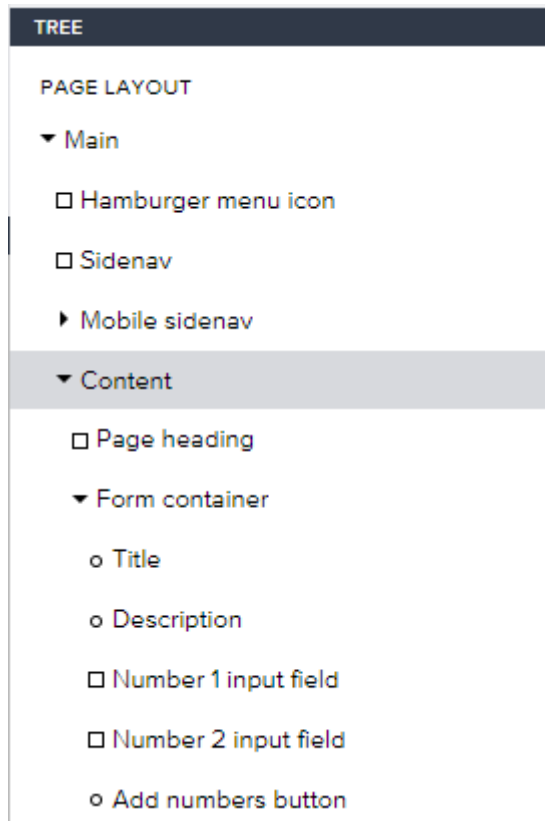 TREE
PAGE LAYOUT
Main
Hamburger menu icon
Sidenav
Mobile sidenav
Content
Page heading
Form container
Title
Description
Number 1 input field
Number 2 input field
Add numbers button